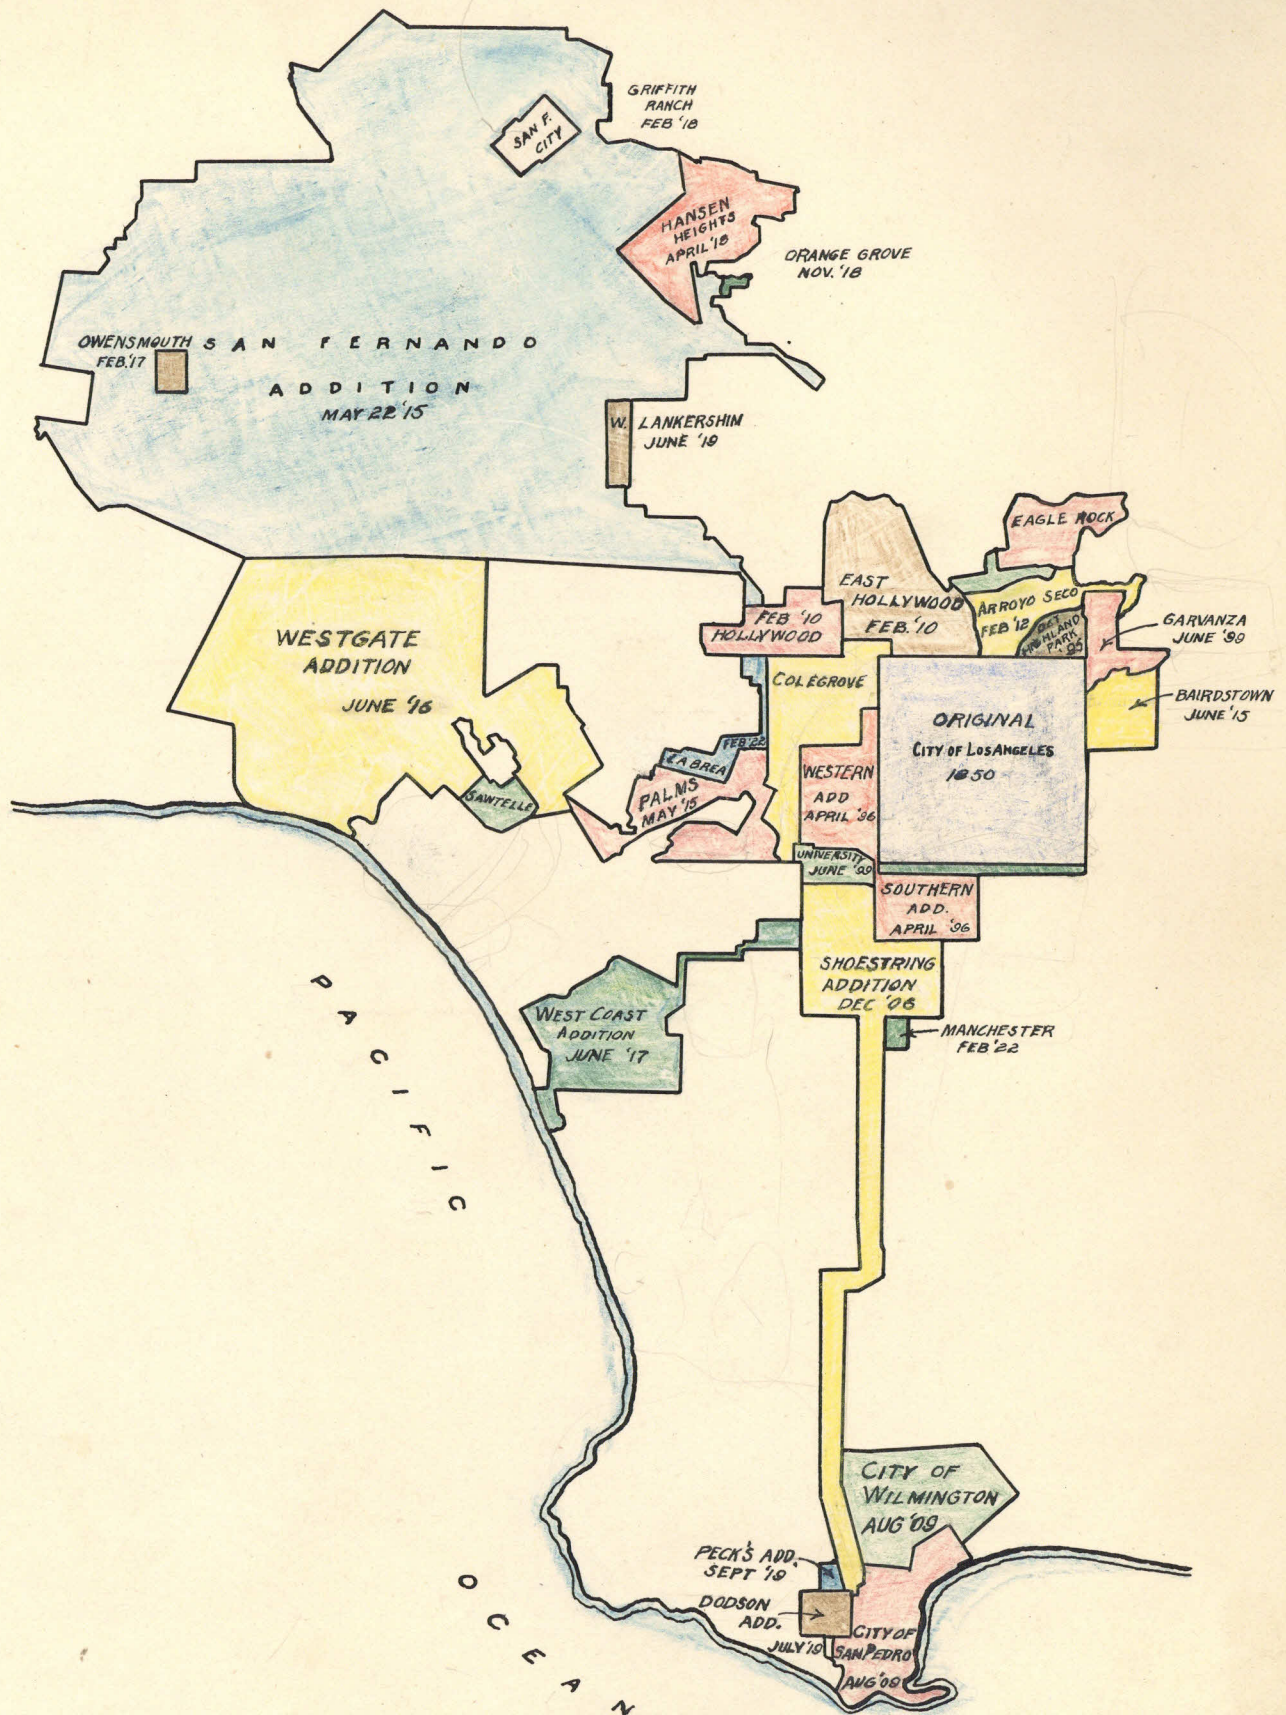 GRIFFITH
RANCH
FEB '18
SAN F.
CITY
HANSEN
HEIGHTS
APRIL '18
ORANGE GROVE
NOV. '18
OWENSMOUTH
FEB. '17
SAN FERNANDO
ADDITION
MAY 22 '15
W. LANKERSHIM
JUNE '19
EAGLE ROCK
EAST
HOLLYWOOD
FEB. '10
ARROYO SECO
FEB '12
OCT
HIGHLAND
PARK
'95
GARVANZA
JUNE '99
FEB '10
HOLLYWOOD
WESTGATE
ADDITION
JUNE '16
COLEGROVE
BAIRDSTOWN
JUNE '15
ORIGINAL
CITY OF LOS ANGELES
1850
FEB '22
LA BREA
PALMS
MAY '15
WESTERN
ADD
APRIL '96
SAWTELLE
UNIVERSITY
JUNE '99
SOUTHERN
ADD.
APRIL '96
SHOESTRING
ADDITION
DEC '06
WEST COAST
ADDITION
JUNE '17
MANCHESTER
FEB '22
PACIFIC
OCEAN
CITY OF
WILMINGTON
AUG '09
PECK'S ADD.
SEPT '19
DODSON
ADD.
JULY '19
CITY OF
SAN PEDRO
AUG '09